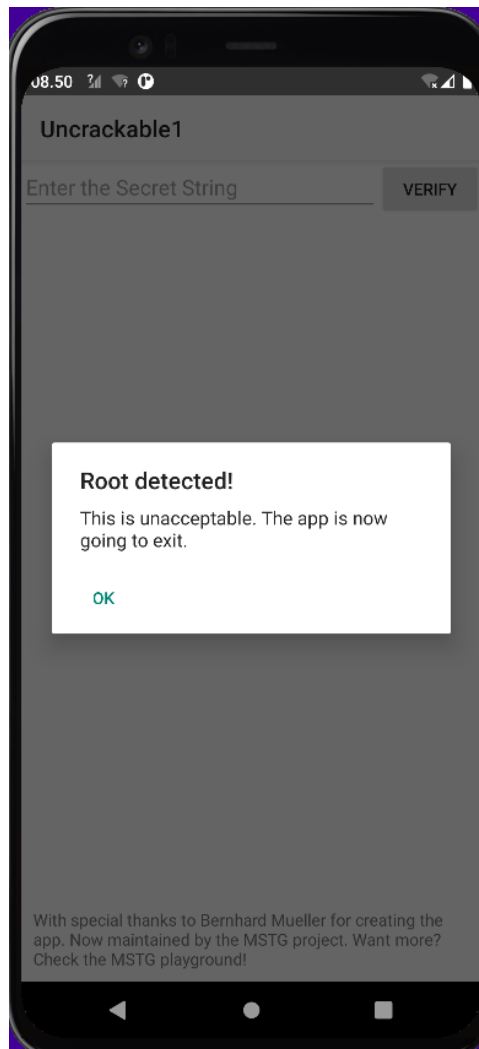 08.50
Uncrackable1
Enter the Secret String
VERIFY
Root detected!
This is unacceptable. The app is now
going to exit.
OK
With special thanks to Bernhard Mueller for creating the
app. Now maintained by the MSTG project. Want more?
Check the MSTG playground!